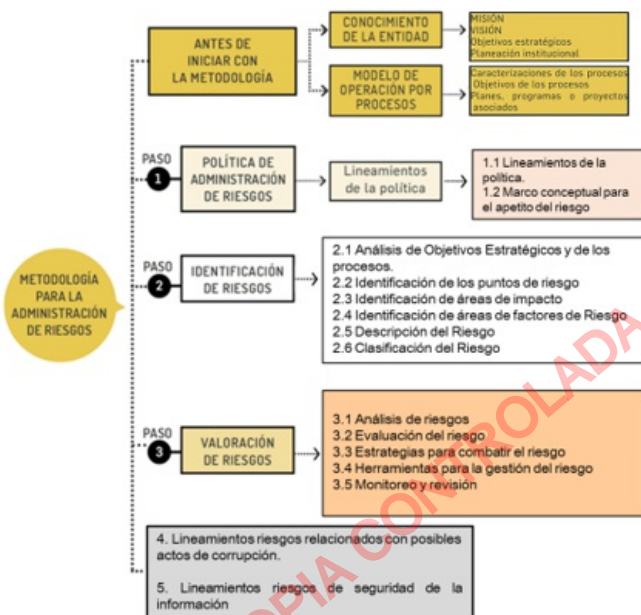 METODOLOGÍA
PARA LA
ADMINISTRACIÓN
DE RIESGOS
ANTES DE
INICIAR CON
LA METODOLOGÍA
CONOCIMIENTO
DE LA ENTIDAD
MISIÓN
VISIÓN
Objetivos estratégicos
Planeación institucional
MODELO DE
OPERACIÓN POR
PROCESOS
Caracterizaciones de los procesos
Objetivos de los procesos
Planes, programas o proyectos
asociados
PASO
1
POLÍTICA DE
ADMINISTRACIÓN
DE RIESGOS
Lineamientos
de la política
1.1 Lineamientos de la
política.
1.2 Marco conceptual para
el apetito del riesgo
PASO
2
IDENTIFICACIÓN
DE RIESGOS
2.1 Análisis de Objetivos Estratégicos y de los
procesos.
2.2 Identificación de los puntos de riesgo
2.3 Identificación de áreas de impacto
2.4 Identificación de áreas de factores de Riesgo
2.5 Descripción del Riesgo
2.6 Clasificación del Riesgo
PASO
3
VALORACIÓN
DE RIESGOS
3.1 Análisis de riesgos
3.2 Evaluación del riesgo
3.3 Estrategias para combatir el riesgo
3.4 Herramientas para la gestión del riesgo
3.5 Monitoreo y revisión
4. Lineamientos riesgos relacionados con posibles
actos de corrupción.
5. Lineamientos riesgos de seguridad de la
información
COPIA CONTROLADA